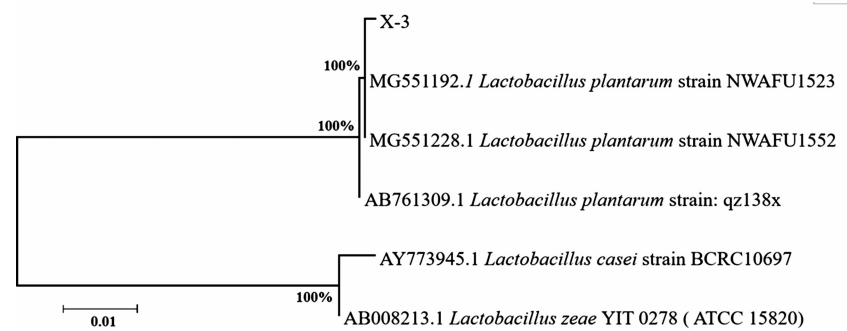 X-3
100%
MG551192.1 Lactobacillus plantarum strain NWAFU1523
100%
MG551228.1 Lactobacillus plantarum strain NWAFU1552
AB761309.1 Lactobacillus plantarum strain: qz138x
AY773945.1 Lactobacillus casei strain BCRC10697
100%
AB008213.1 Lactobacillus zeae YIT 0278 ( ATCC 15820)
0.01